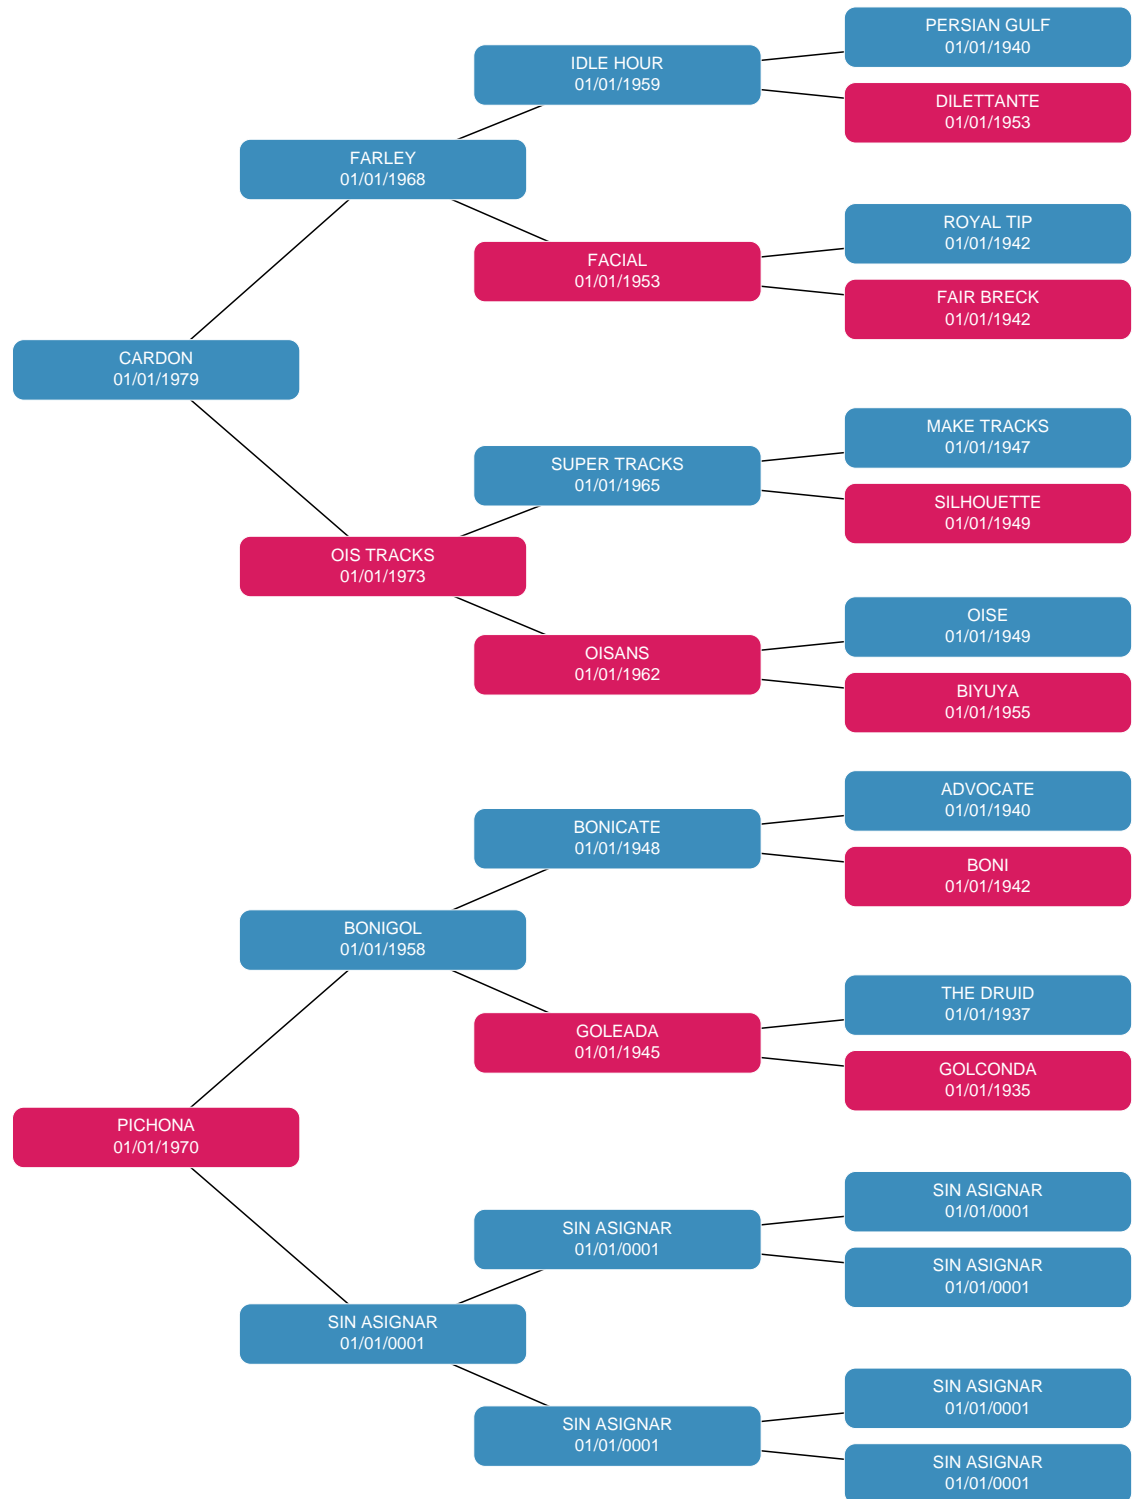 PERSIAN GULF
01/01/1940
IDLE HOUR
01/01/1959
DILETTANTE
01/01/1953
FARLEY
01/01/1968
ROYAL TIP
01/01/1942
FACIAL
01/01/1953
FAIR BRECK
01/01/1942
CARDON
01/01/1979
MAKE TRACKS
01/01/1947
SUPER TRACKS
01/01/1965
SILHOUETTE
01/01/1949
OIS TRACKS
01/01/1973
OISE
01/01/1949
OISANS
01/01/1962
BIYUYA
01/01/1955
ADVOCATE
01/01/1940
BONICATE
01/01/1948
BONI
01/01/1942
BONIGOL
01/01/1958
THE DRUID
01/01/1937
GOLEADA
01/01/1945
GOLCONDA
01/01/1935
PICHONA
01/01/1970
SIN ASIGNAR
01/01/0001
SIN ASIGNAR
01/01/0001
SIN ASIGNAR
01/01/0001
SIN ASIGNAR
01/01/0001
SIN ASIGNAR
01/01/0001
SIN ASIGNAR
01/01/0001
SIN ASIGNAR
01/01/0001